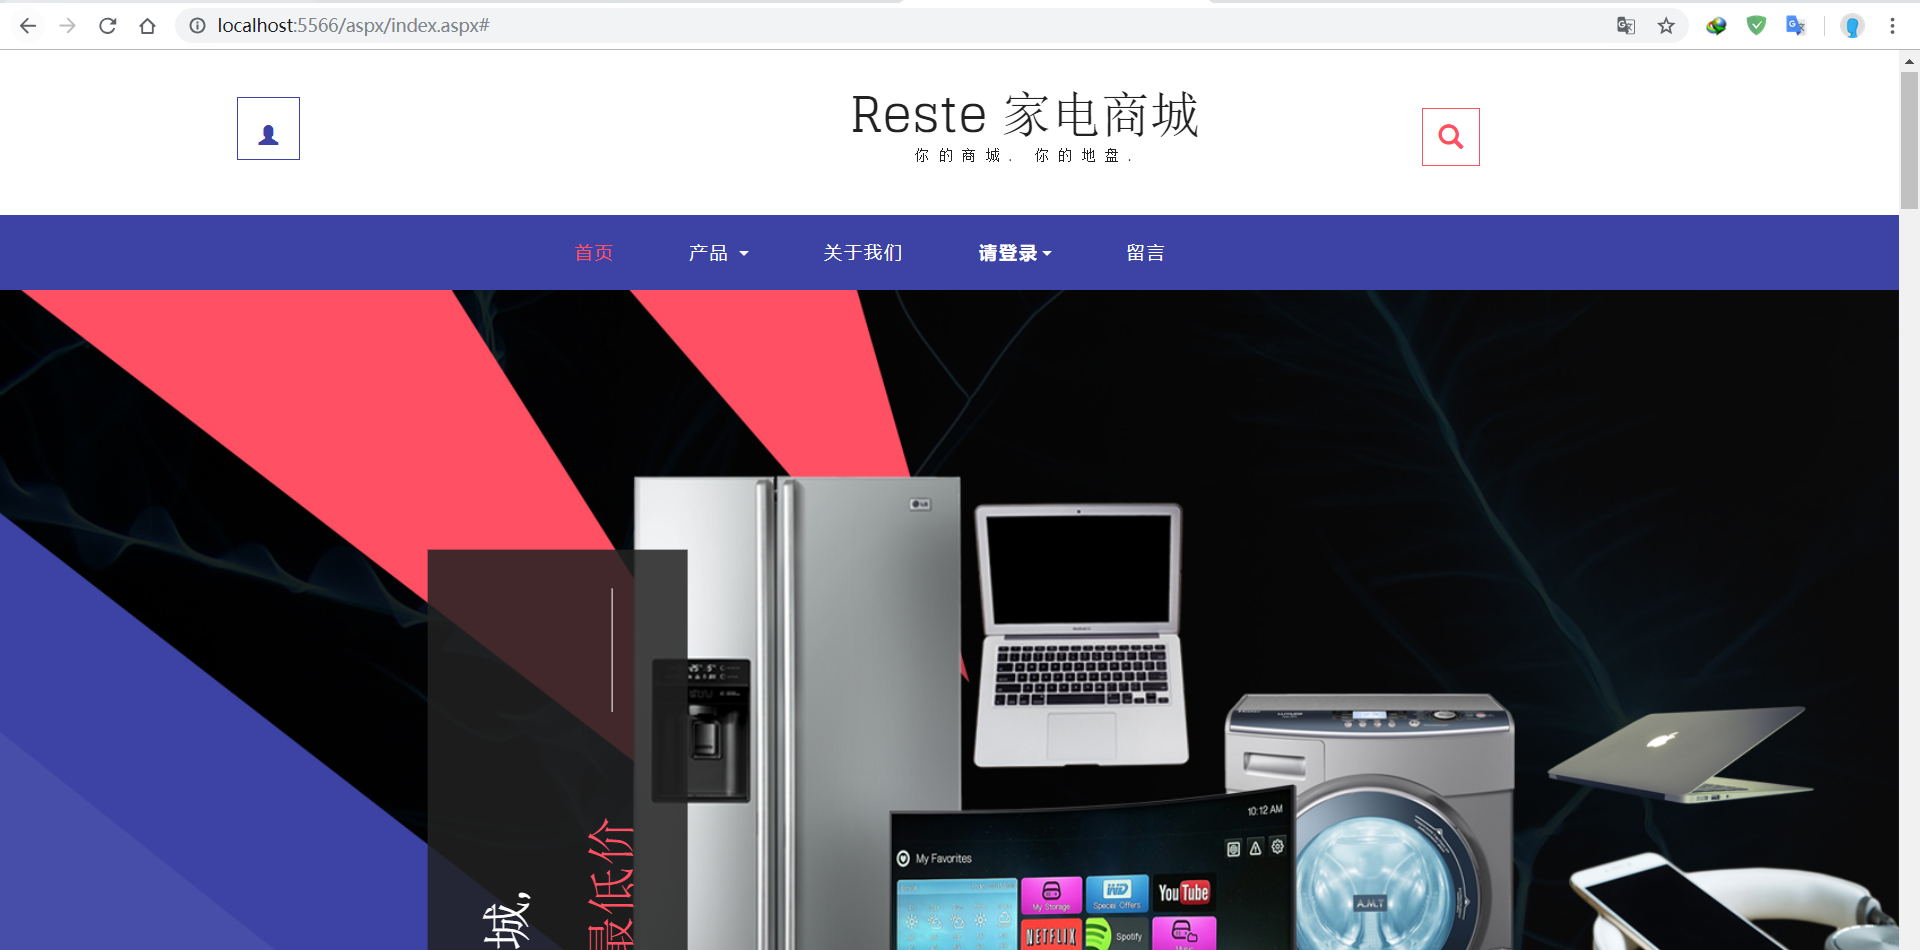 localhost:5566/aspx/index.aspx#
Reste 家电商城
你的商城. 你的地盘.
首页
产品
关于我们
请登录
留言
LG
10:12 AM
My Favorites
My Storage
WD
Special Offers
YouTube
NETFLIX
Spotify
A.M.T
最低价
城,